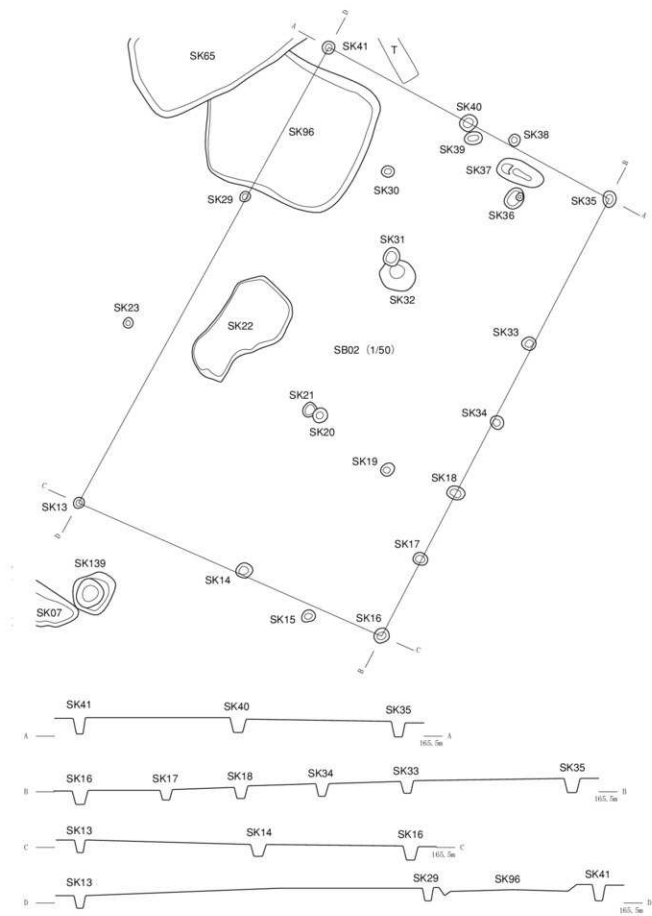 A
D
SK41
T
SK65
SK40
SK38
SK39
SK96
SK37
B
SK30
SK36
SK35
SK29
A
SK31
SK32
SK23
SK22
SK33
SB02 (1/50)
SK21
SK34
SK20
SK19
SK18
C
SK13
D
SK17
SK139
SK14
SK07
SK15
SK16
B
C
SK41 SK40 SK35
A A
165.5m
SK16 SK17 SK18 SK34 SK33 SK35
B B
165.5m
SK13 SK14 SK16
C C
165.5m
SK13 SK29 SK96 SK41
D D
165.5m